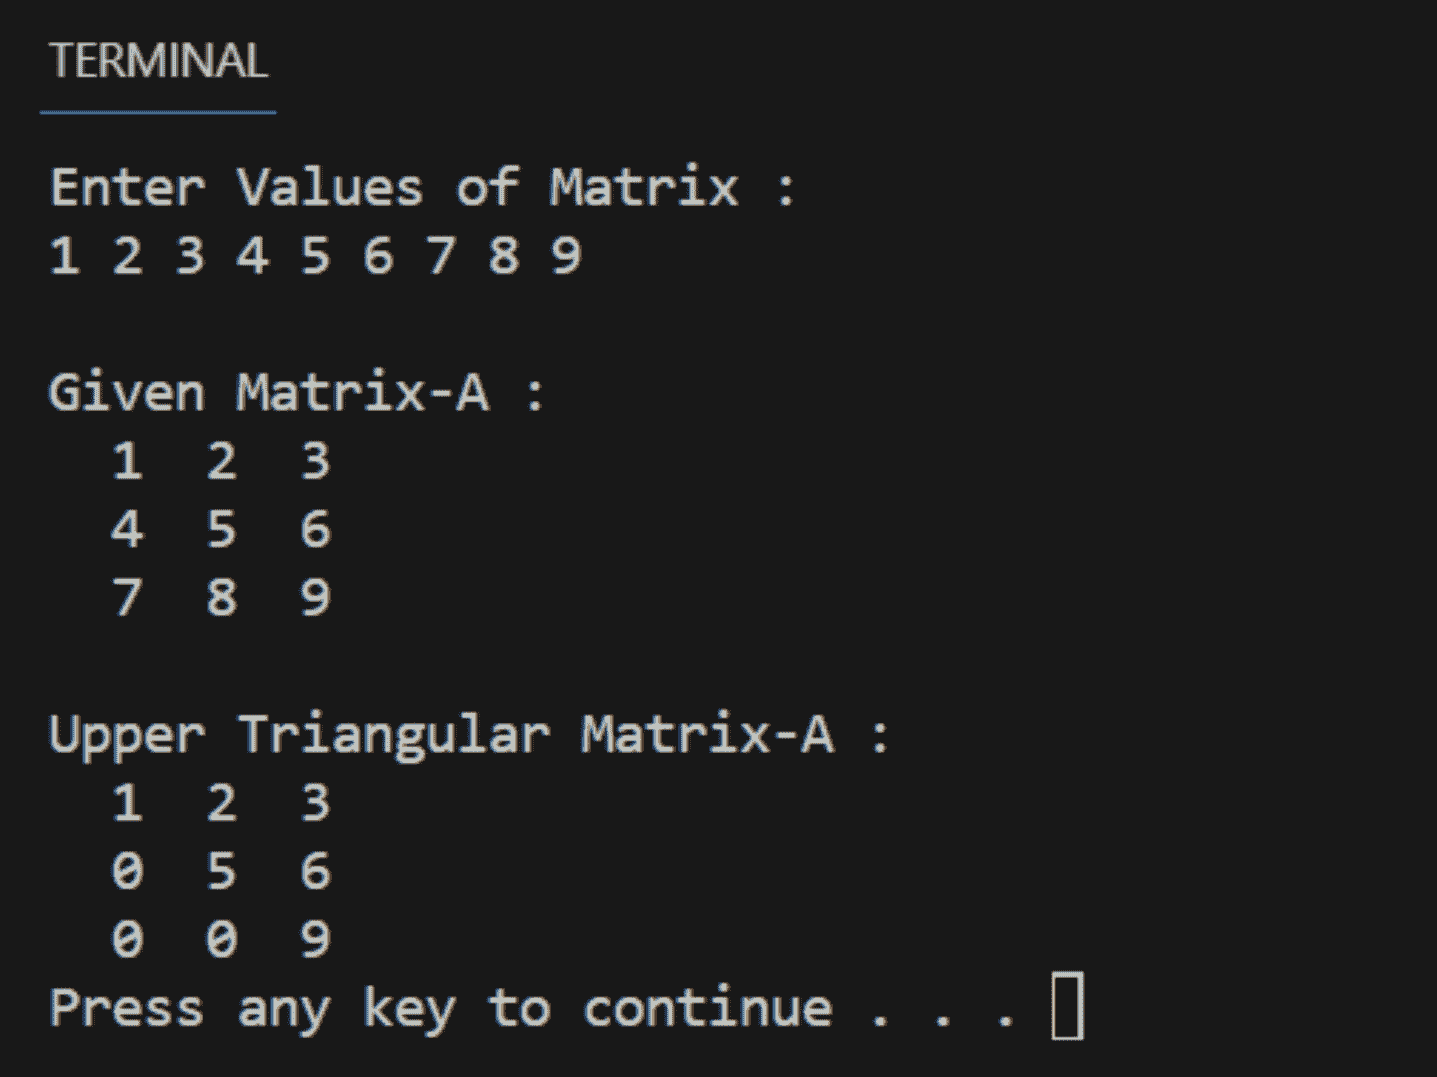 TERMINAL
Enter Values of Matrix :
1 2 3 4 5 6 7 8 9
Given Matrix-A :
1 2 3
4 5 6
7 8 9
Upper Triangular Matrix-A :
1 2 3
0 5 6
0 0 9
Press any key to continue . . .